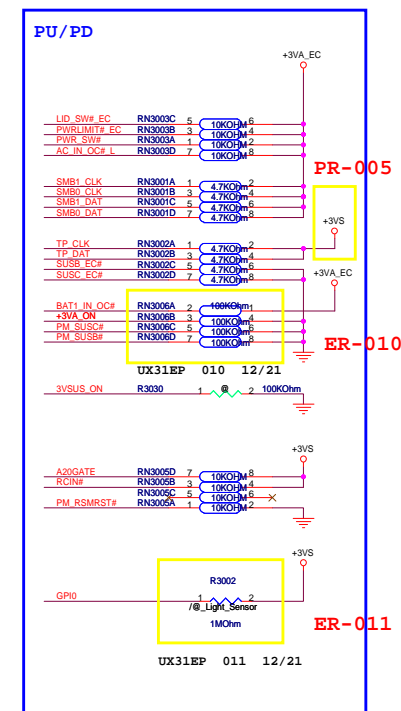 PU/PD
+3VA_EC
LID_SW#_EC RN3003C 5 10KOHM 6
PWRLIMIT#_EC RN3003B 3 10KOHM 4
PWR_SW# RN3003A 1 10KOHM 2
AC_IN_OC#_L RN3003D 7 10KOHM 8
PR-005
SMB1_CLK RN3001A 1 4.7KOhm 2
SMB0_CLK RN3001B 3 4.7KOhm 4
SMB1_DAT RN3001C 5 4.7KOhm 6
SMB0_DAT RN3001D 7 4.7KOhm 8
+3VS
TP_CLK RN3002A 1 4.7KOhm 2
TP_DAT RN3002B 3 4.7KOhm 4
SUSB_EC# RN3002C 5 4.7KOhm 6
SUSC_EC# RN3002D 7 4.7KOhm 8
+3VA_EC
BAT1_IN_OC# RN3006A 2 100KOhm 1
+3VA_ON RN3006B 3 100KOhm 4
PM_SUSC# RN3006C 5 100KOhm 6
PM_SUSB# RN3006D 7 100KOhm 8
ER-010
UX31EP 010 12/21
3VSUS_ON R3030 1 @ 2 100KOhm
+3VS
A20GATE RN3005D 7 10KOHM 8
RCIN# RN3005B 3 10KOHM 4
RN3005C 5 10KOHM 6
PM_RSMRST# RN3005A 1 10KOHM 2
+3VS
R3002
GPI0 1 2
/@_Light_Sensor
1MOhm
ER-011
UX31EP 011 12/21